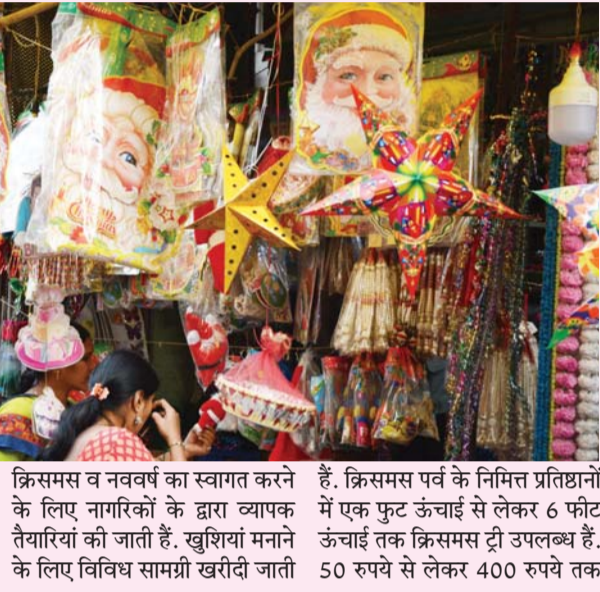 क्रिसमस व नववर्ष का स्वागत करने
के लिए नागरिकों के द्वारा व्यापक
तैयारियां की जाती हैं. खुशियां मनाने
के लिए विविध सामग्री खरीदी जाती
हैं. क्रिसमस पर्व के निमित्त प्रतिष्ठानों
में एक फुट ऊंचाई से लेकर 6 फीट
ऊंचाई तक क्रिसमस ट्री उपलब्ध हैं.
50 रुपये से लेकर 400 रुपये तक